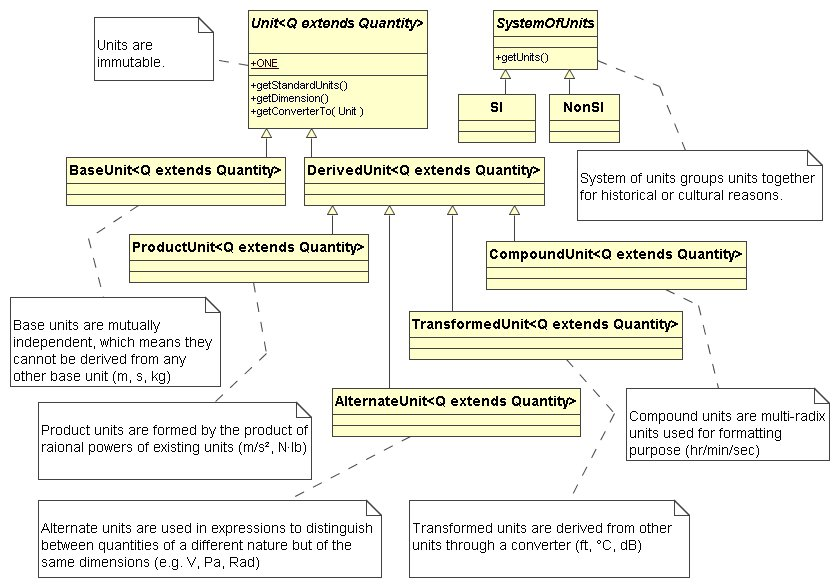 Units are
immutable.
Unit<Q extends Quantity>
+ONE
+getStandardUnits()
+getDimension()
+getConverterTo( Unit )
SystemOfUnits
+getUnits()
SI
NonSI
System of units groups units together
for historical or cultural reasons.
BaseUnit<Q extends Quantity>
DerivedUnit<Q extends Quantity>
ProductUnit<Q extends Quantity>
CompoundUnit<Q extends Quantity>
TransformedUnit<Q extends Quantity>
AlternateUnit<Q extends Quantity>
Base units are mutually
independent, which means they
cannot be derived from any
other base unit (m, s, kg)
Product units are formed by the product of
raional powers of existing units (m/s², N·lb)
Compound units are multi-radix
units used for formatting
purpose (hr/min/sec)
Alternate units are used in expressions to distinguish
between quantities of a different nature but of the
same dimensions (e.g. V, Pa, Rad)
Transformed units are derived from other
units through a converter (ft, °C, dB)